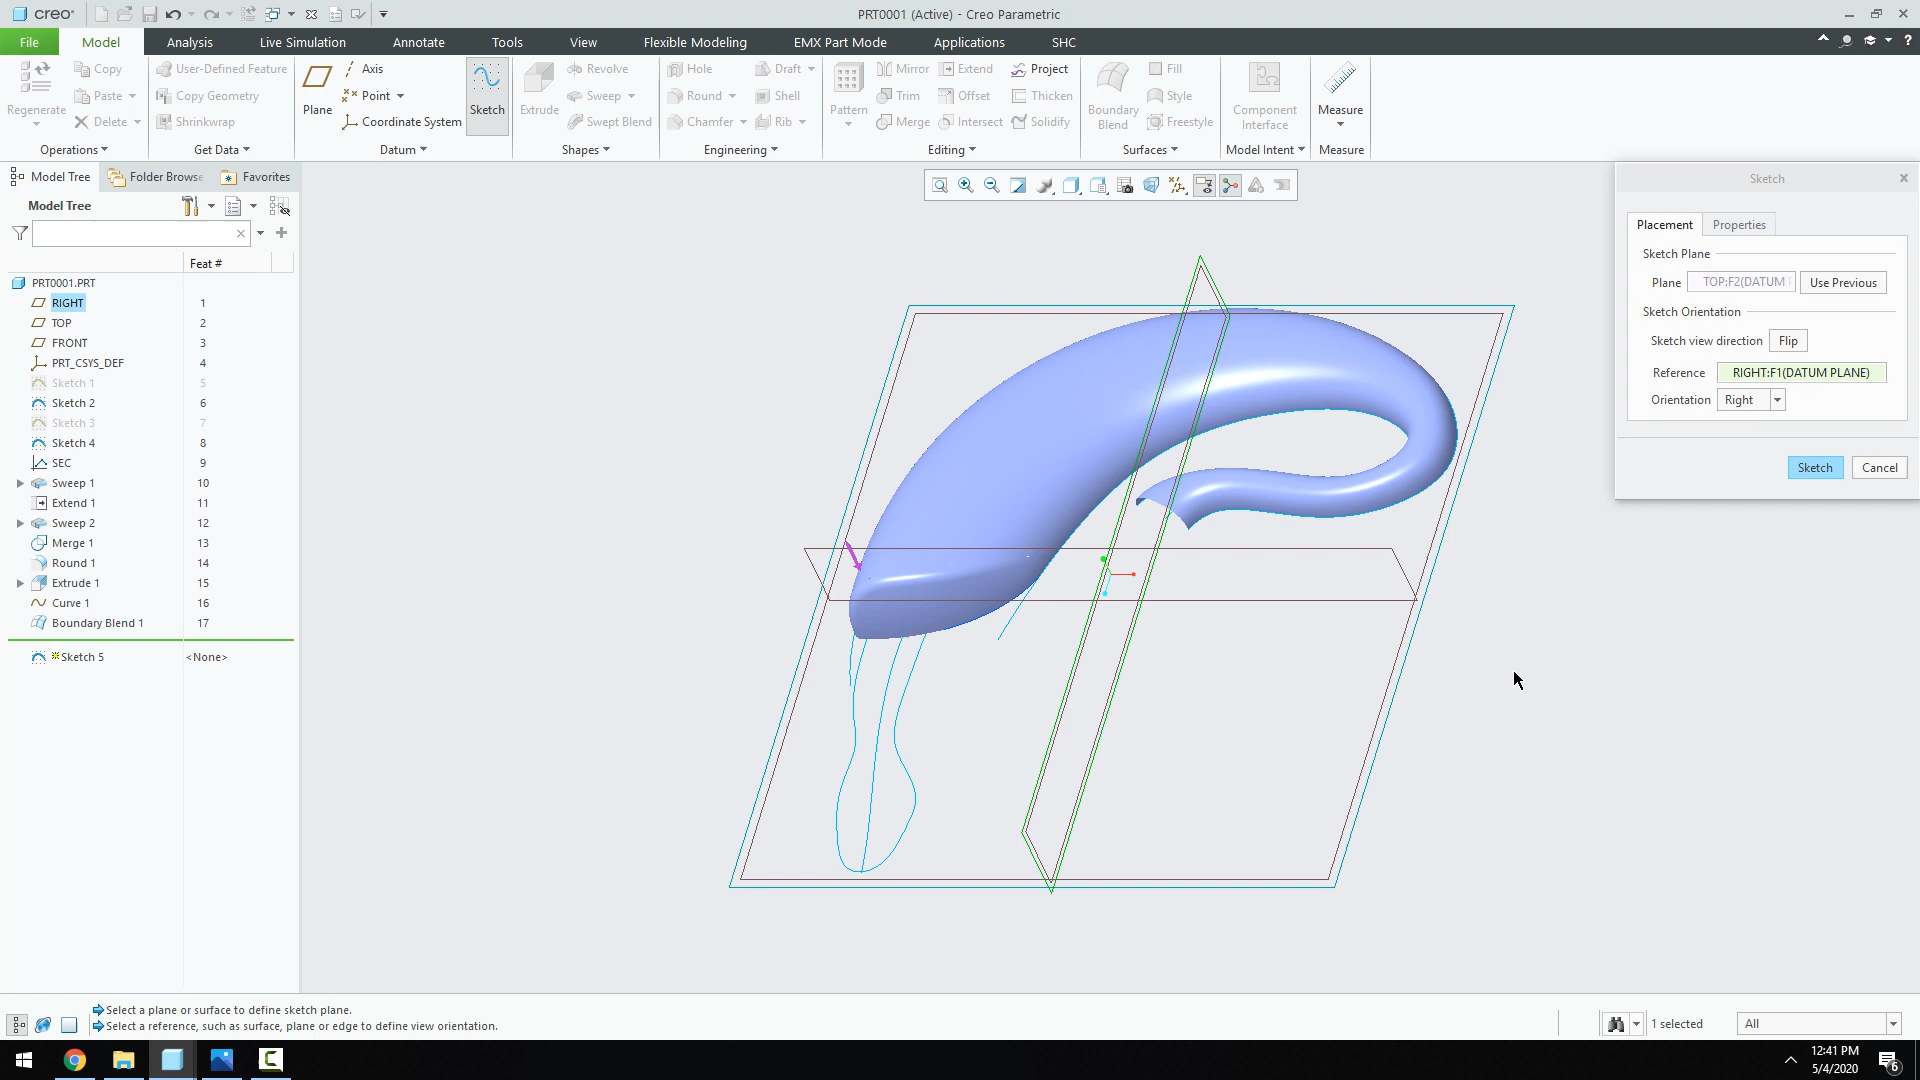 creo
PRT0001 (Active) - Creo Parametric
File Model Analysis Live Simulation Annotate Tools View Flexible Modeling EMX Part Mode Applications SHC
Regenerate
Copy
Paste
Delete
Operations
User-Defined Feature
Copy Geometry
Shrinkwrap
Get Data
Plane
Axis
Point
Coordinate System
Sketch
Datum
Extrude
Revolve
Sweep
Swept Blend
Shapes
Hole
Round
Chamfer
Draft
Shell
Rib
Engineering
Pattern
Mirror
Trim
Merge
Extend
Offset
Intersect
Project
Thicken
Solidify
Editing
Boundary
Blend
Fill
Style
Freestyle
Surfaces
Component
Interface
Model Intent
Measure
Measure
Model Tree
Folder Browse
Favorites
Model Tree
Feat #
PRT0001.PRT
RIGHT 1
TOP 2
FRONT 3
PRT_CSYS_DEF 4
Sketch 1 5
Sketch 2 6
Sketch 3 7
Sketch 4 8
SEC 9
Sweep 1 10
Extend 1 11
Sweep 2 12
Merge 1 13
Round 1 14
Extrude 1 15
Curve 1 16
Boundary Blend 1 17
Sketch 5 <None>
Sketch
Placement Properties
Sketch Plane
Plane TOP:F2(DATUM Use Previous
Sketch Orientation
Sketch view direction Flip
Reference RIGHT:F1(DATUM PLANE)
Orientation Right
Sketch Cancel
Select a plane or surface to define sketch plane.
Select a reference, such as surface, plane or edge to define view orientation.
1 selected
All
12:41 PM
5/4/2020
6